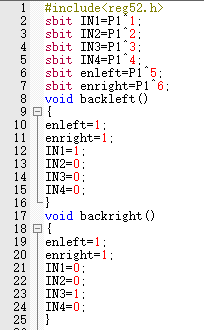 1 #include<reg52.h>
2 sbit IN1=P1^1;
3 sbit IN2=P1^2;
4 sbit IN3=P1^3;
5 sbit IN4=P1^4;
6 sbit enleft=P1^5;
7 sbit enright=P1^6;
8 void backleft()
9 {
10 enleft=1;
11 enright=1;
12 IN1=1;
13 IN2=0;
14 IN3=0;
15 IN4=0;
16 }
17 void backright()
18 {
19 enleft=1;
20 enright=1;
21 IN1=0;
22 IN2=0;
23 IN3=1;
24 IN4=0;
25 }